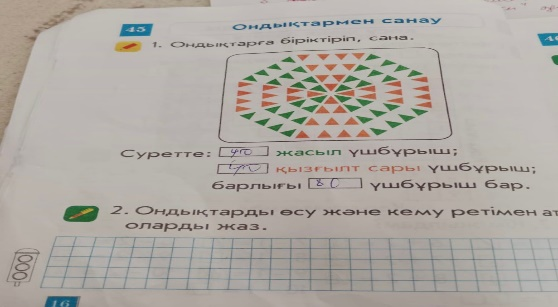 45
Ондықтармен санау
1. Ондықтарға біріктіріп, сана.
Суретте: 40 жасыл үшбұрыш;
40 қызғылт сары үшбұрыш;
барлығы 80 үшбұрыш бар.
2. Ондықтарды өсу және кему ретімен
оларды жаз.
16